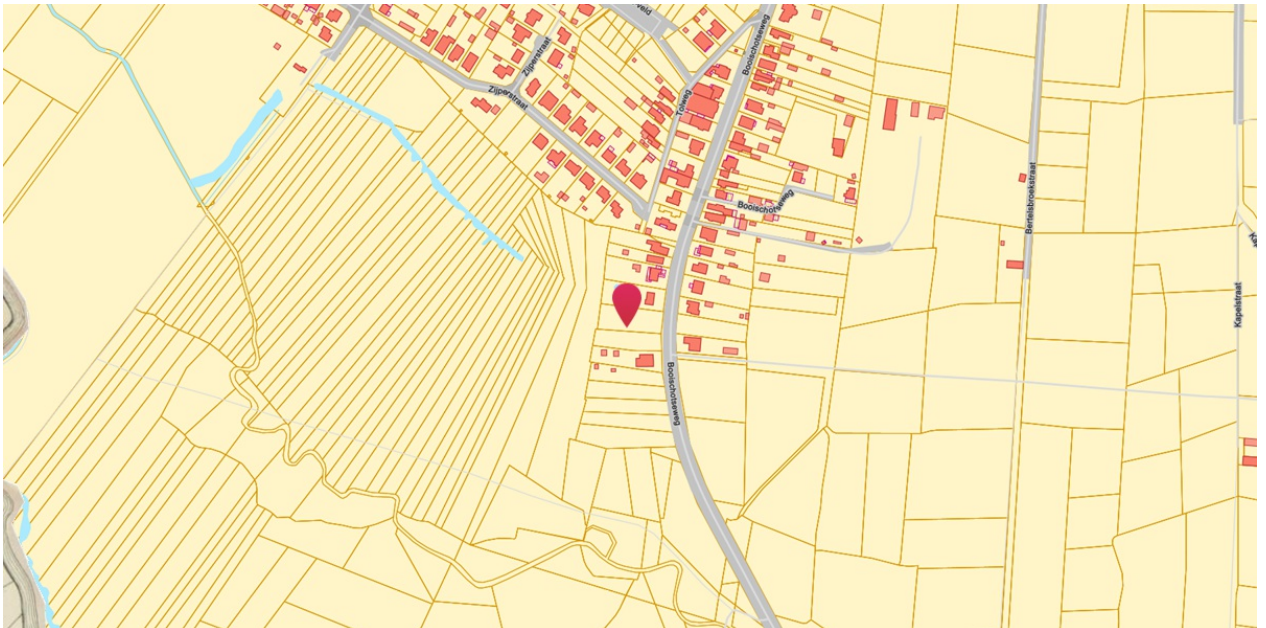 Booischotseweg
Zijperstraat
Zijperstraat
Tolweg
Booischotseweg
Bertelsbroekstraat
Kapelstraat
Booischotseweg